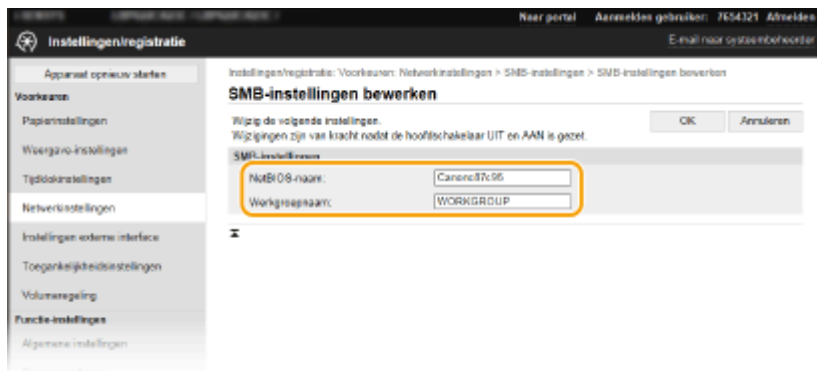 Naar portal Aanmelden gebruiker: 7654321 Afmelden
Instellingen/registratie
E-mail naar systeembeheerder
Apparaat opnieuw starten
Voorkeuren
Papierinstellingen
Weergave-instellingen
Tijdklokinstellingen
Netwerkinstellingen
Instellingen externe interface
Toegankelijkheidsinstellingen
Volumeregeling
Functie-instellingen
Algemene instellingen
Instellingen/registratie: Voorkeuren: Netwerkinstellingen > SMB-instellingen > SMB-instellingen bewerken
SMB-instellingen bewerken
Wijzig de volgende instellingen.
Wijzigingen zijn van kracht nadat de hoofdschakelaar UIT en AAN is gezet.
OK Annuleren
SMB-instellingen
NetBIOS-naam: Canonc87c95
Werkgroepnaam: WORKGROUP